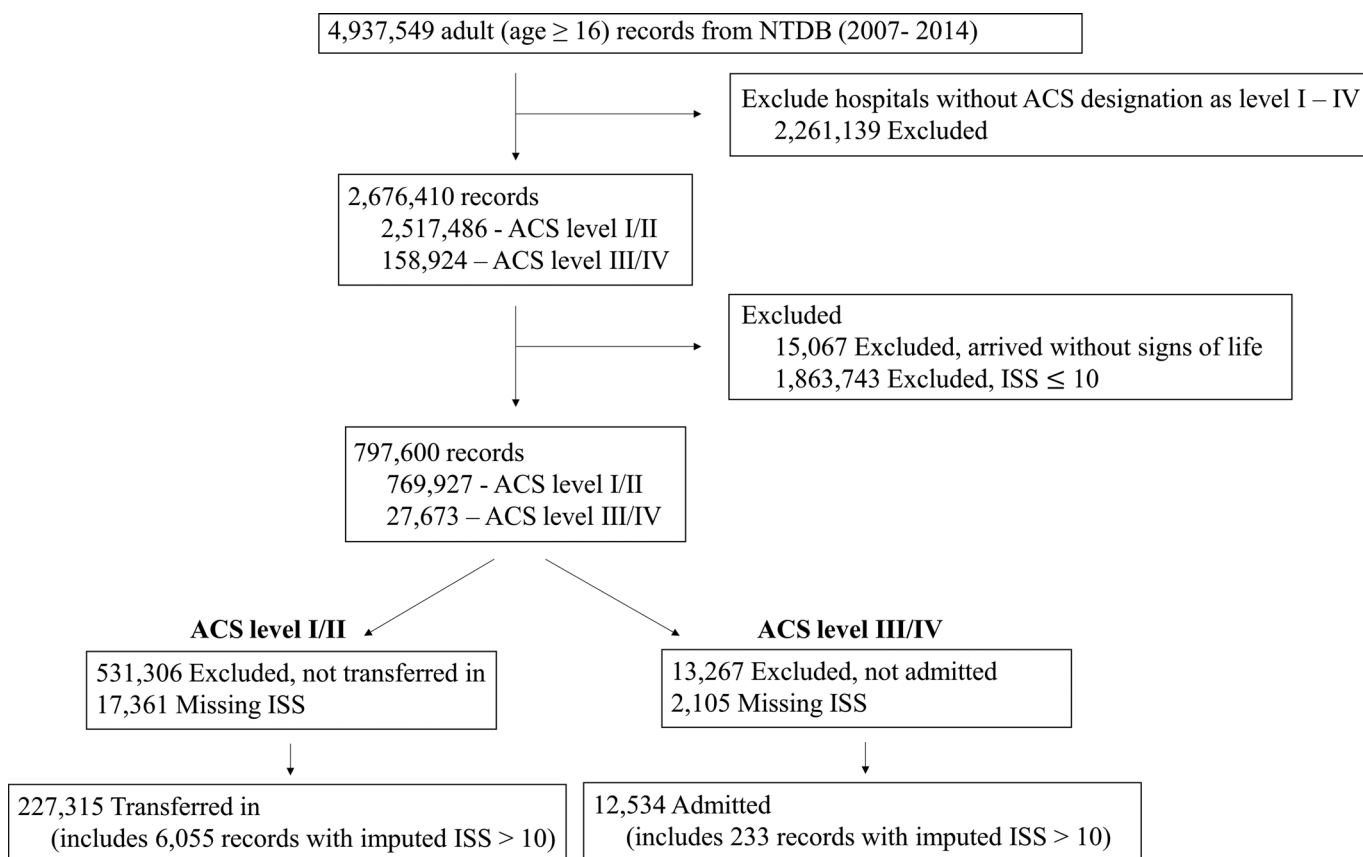 4,937,549 adult (age ≥ 16) records from NTDB (2007- 2014)
Exclude hospitals without ACS designation as level I – IV
2,261,139 Excluded
2,676,410 records
2,517,486 - ACS level I/II
158,924 – ACS level III/IV
Excluded
15,067 Excluded, arrived without signs of life
1,863,743 Excluded, ISS ≤ 10
797,600 records
769,927 - ACS level I/II
27,673 – ACS level III/IV
ACS level I/II
531,306 Excluded, not transferred in
17,361 Missing ISS
227,315 Transferred in
(includes 6,055 records with imputed ISS > 10)
ACS level III/IV
13,267 Excluded, not admitted
2,105 Missing ISS
12,534 Admitted
(includes 233 records with imputed ISS > 10)